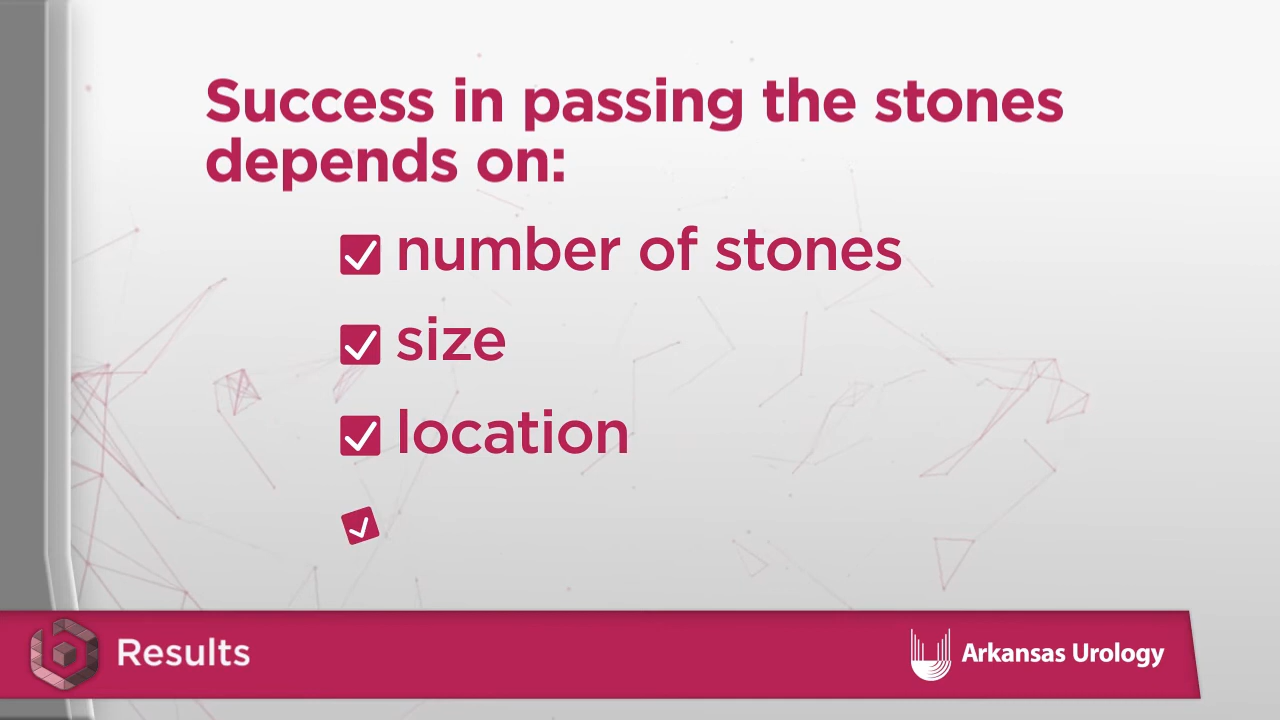 Success in passing the stones
depends on:
number of stones
size
location
Results
Arkansas Urology